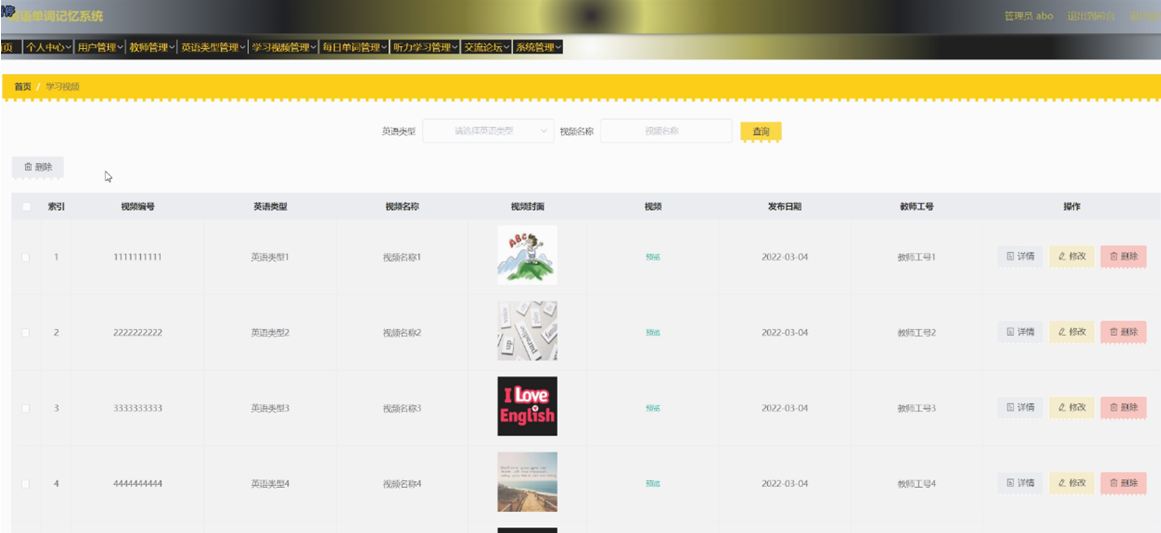 英语单词记忆系统
管理员 abo 退出到前台
页 个人中心 用户管理 教师管理 英语类型管理 学习视频管理 每日单词管理 听力学习管理 交流论坛 系统管理
首页 / 学习视频
英语类型 请选择英语类型 视频名称 视频名称 查询
删除
索引 视频编号 英语类型 视频名称 视频封面 视频 发布日期 教师工号 操作
ABC
1 1111111111 英语类型1 视频名称1 预览 2022-03-04 教师工号1 详情 修改 删除
2 2222222222 英语类型2 视频名称2 预览 2022-03-04 教师工号2 详情 修改 删除
I Love
English
3 3333333333 英语类型3 视频名称3 预览 2022-03-04 教师工号3 详情 修改 删除
4 4444444444 英语类型4 视频名称4 预览 2022-03-04 教师工号4 详情 修改 删除